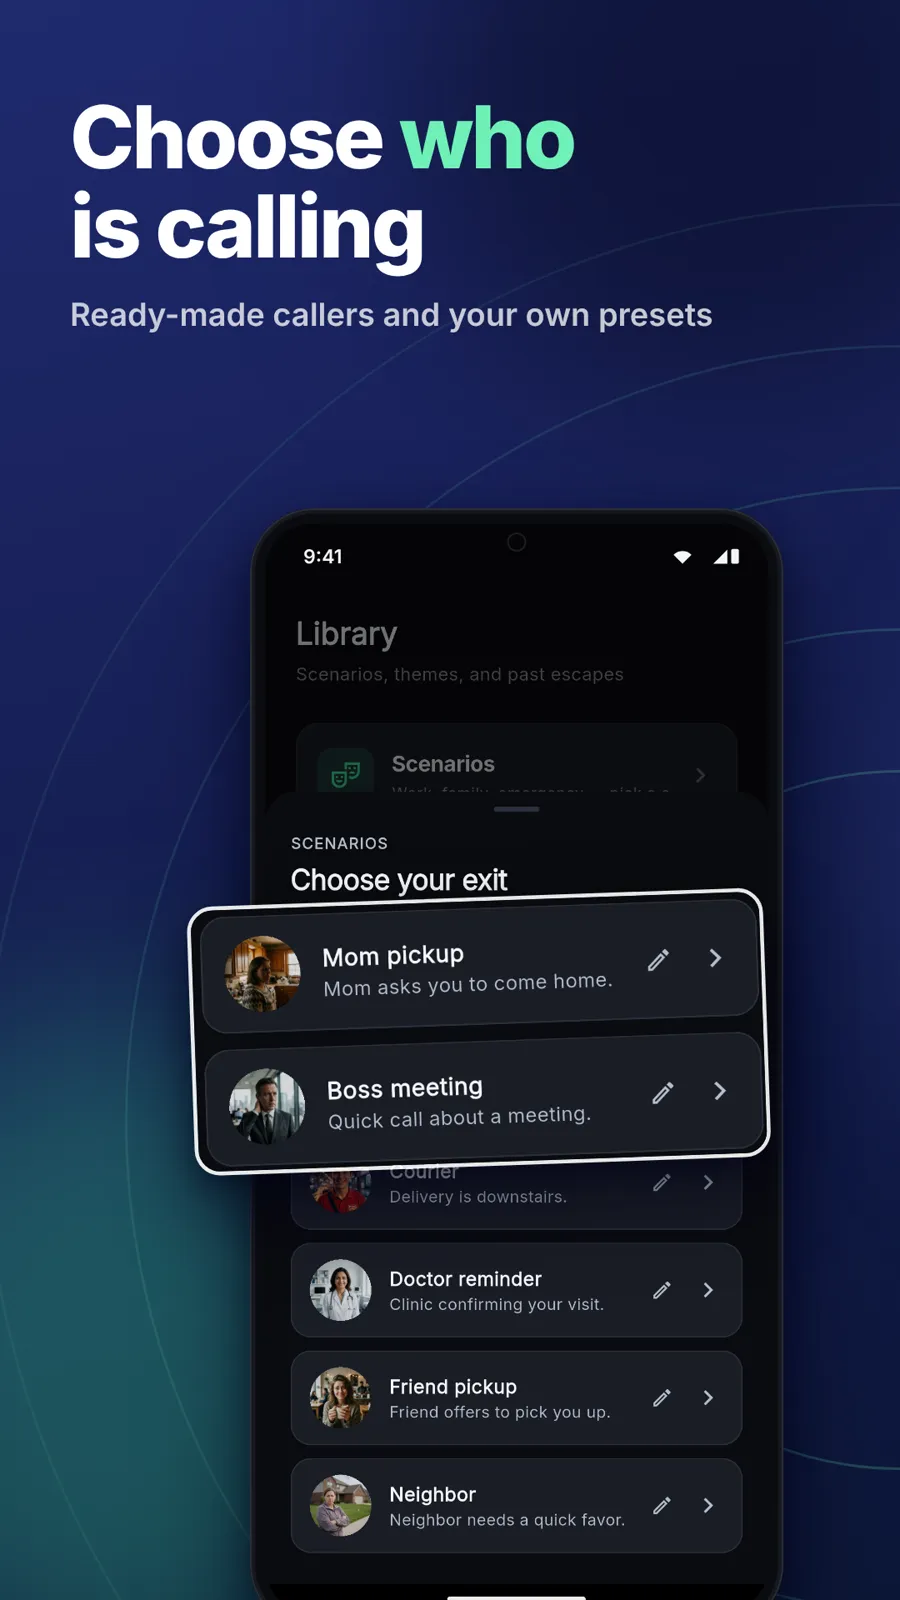 Choose who
is calling
Ready-made callers and your own presets
9:41
Library
Scenarios, themes, and past escapes
Scenarios
Work, family, emergency
SCENARIOS
Choose your exit
Mom pickup
Mom asks you to come home.
Boss meeting
Quick call about a meeting.
Courier
Delivery is downstairs.
Doctor reminder
Clinic confirming your visit.
Friend pickup
Friend offers to pick you up.
Neighbor
Neighbor needs a quick favor.